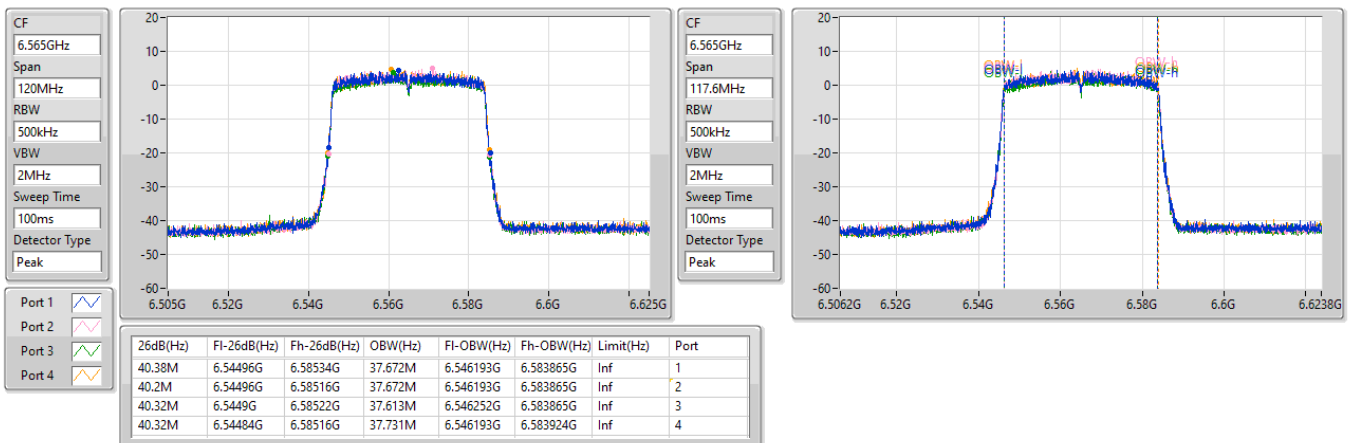 CF
6.565GHz
Span
120MHz
RBW
500kHz
VBW
2MHz
Sweep Time
100ms
Detector Type
Peak
20
10
0
-10
-20
-30
-40
-50
-60
6.505G 6.52G 6.54G 6.56G 6.58G 6.6G 6.625G
CF
6.565GHz
Span
117.6MHz
RBW
500kHz
VBW
2MHz
Sweep Time
100ms
Detector Type
Peak
20
10
0
-10
-20
-30
-40
-50
-60
OBW-l OBW-h
OBW-h
6.5062G 6.52G 6.54G 6.56G 6.58G 6.6G 6.6238G
Port 1
Port 2
Port 3
Port 4
26dB(Hz) Fl-26dB(Hz) Fh-26dB(Hz) OBW(Hz) Fl-OBW(Hz) Fh-OBW(Hz) Limit(Hz) Port
40.38M 6.54496G 6.58534G 37.672M 6.546193G 6.583865G Inf 1
40.2M 6.54496G 6.58516G 37.672M 6.546193G 6.583865G Inf 2
40.32M 6.5449G 6.58522G 37.613M 6.546252G 6.583865G Inf 3
40.32M 6.54484G 6.58516G 37.731M 6.546193G 6.583924G Inf 4